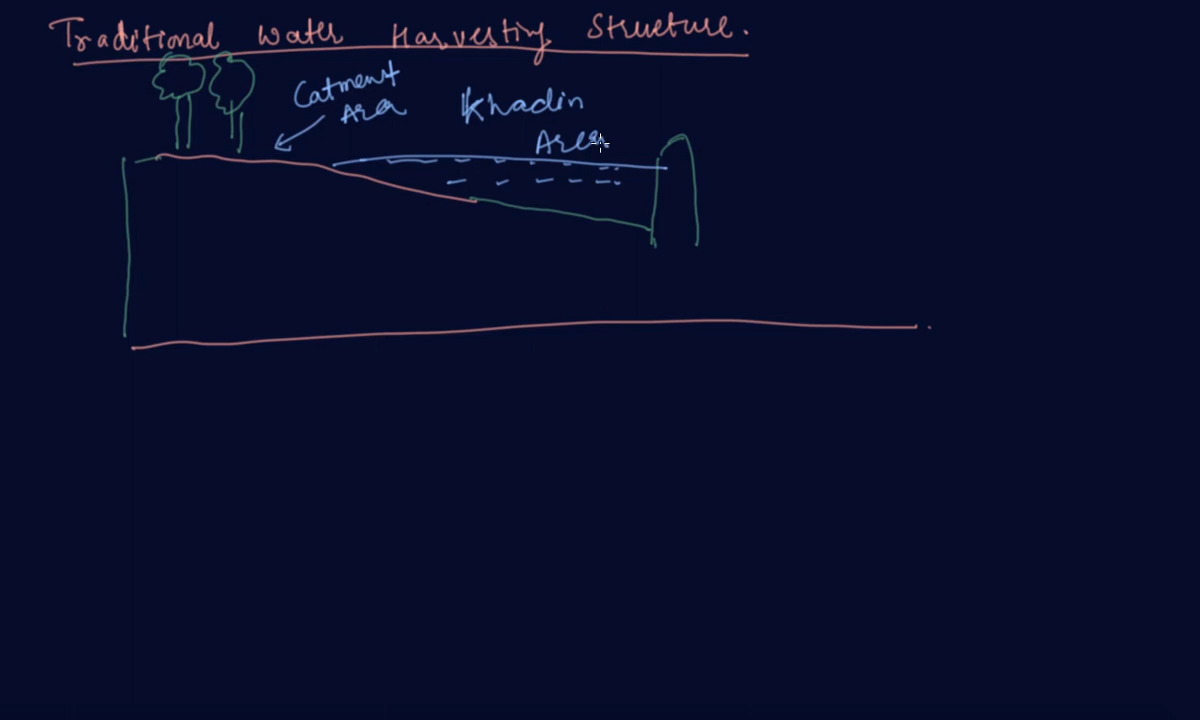 Traditional Water Harvesting Structure.
Catment
Area
Khadin
Area